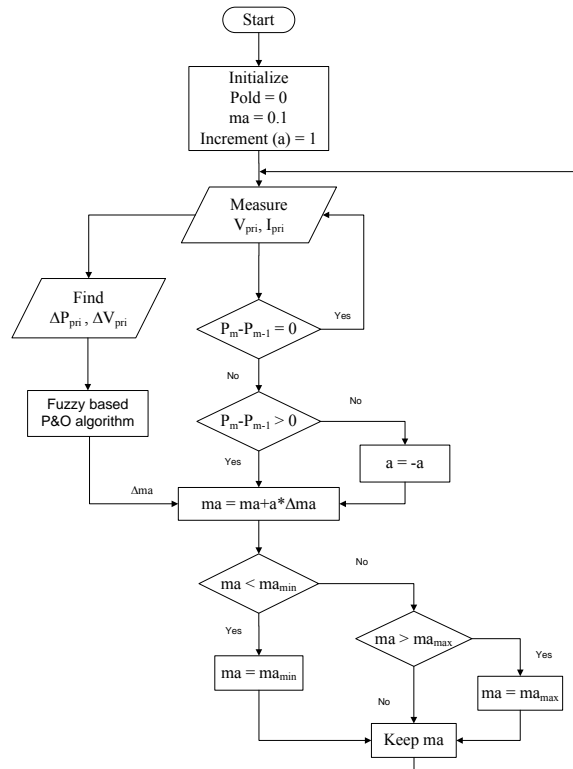 Start
Initialize
Pold = 0
ma = 0.1
Increment (a) = 1
Measure
Vpri, Ipri
Find
ΔPpri , ΔVpri
Pm-Pm-1 = 0
Yes
No
Fuzzy based
P&O algorithm
Pm-Pm-1 > 0
No
Yes
a = -a
Δma
ma = ma+a*Δma
ma < mamin
No
Yes
ma > mamax
Yes
ma = mamin
No
ma = mamax
Keep ma